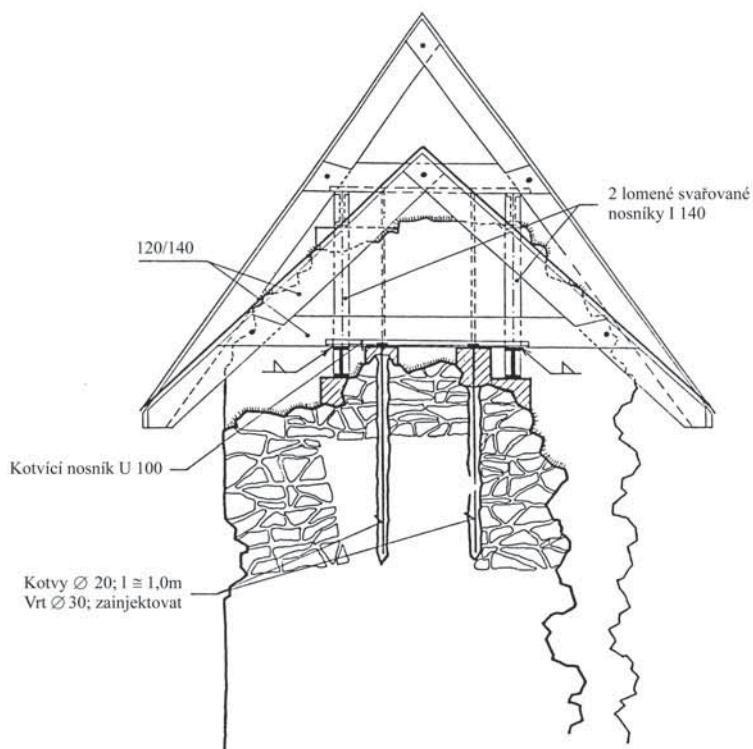 2 lomené svařované
nosníky I 140
120/140
Kotvící nosník U 100
Kotvy ∅ 20; l ≅ 1,0m
Vrt ∅ 30; zainjektovat